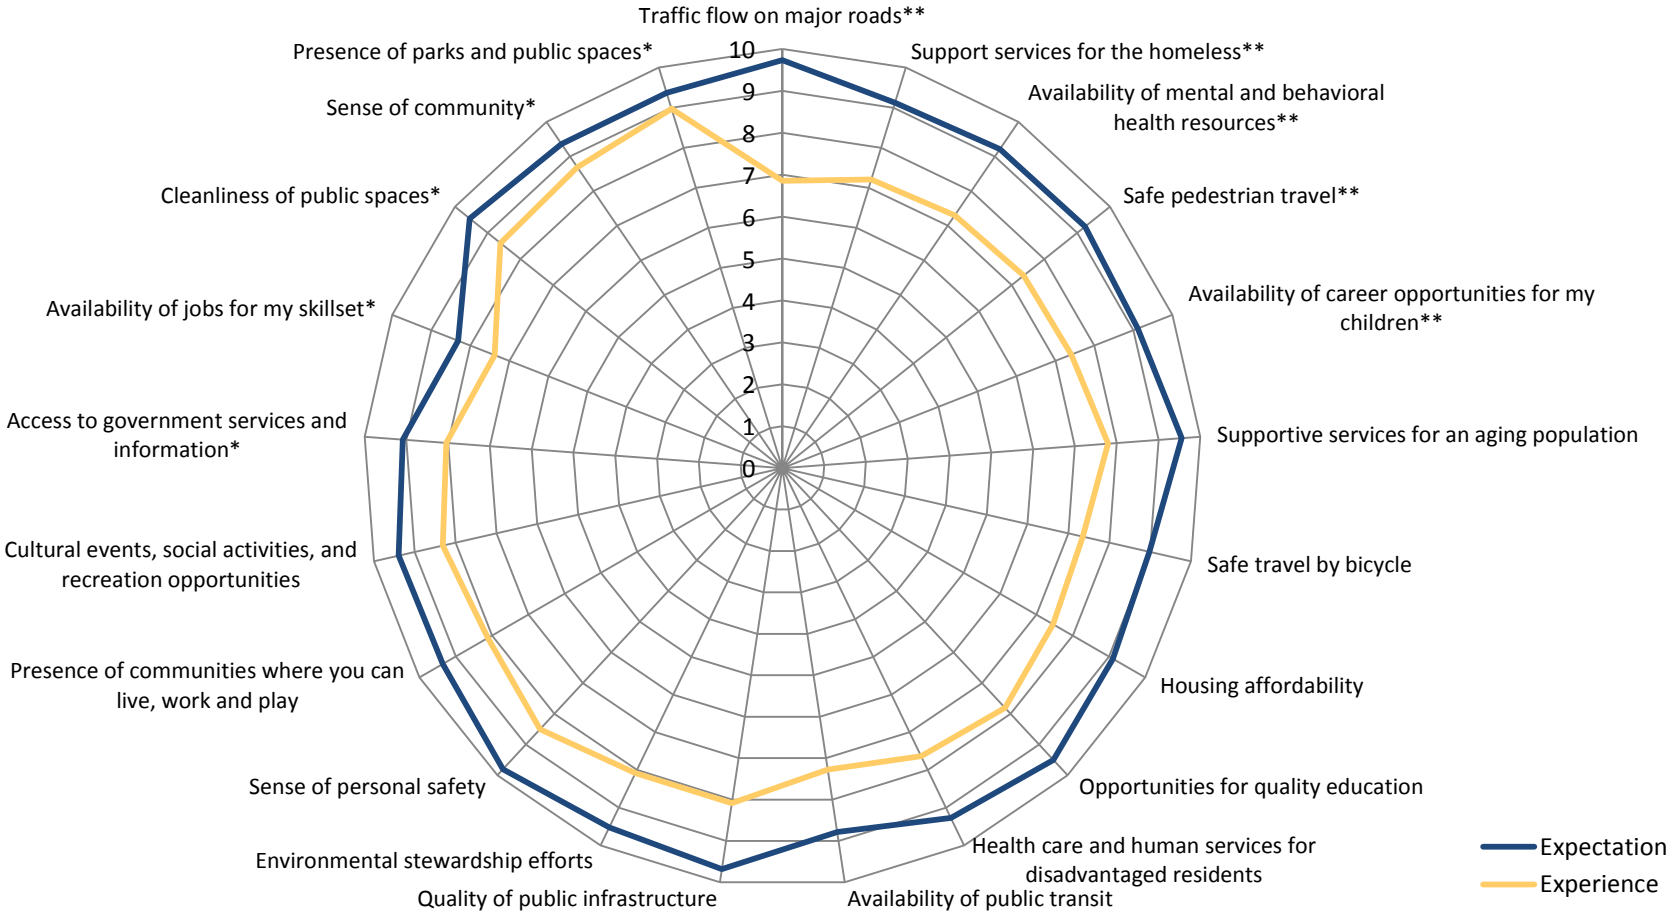 Traffic flow on major roads**
Support services for the homeless**
Availability of mental and behavioral
health resources**
Safe pedestrian travel**
Availability of career opportunities for my
children**
Supportive services for an aging population
Safe travel by bicycle
Housing affordability
Opportunities for quality education
Health care and human services for
disadvantaged residents
Availability of public transit
Quality of public infrastructure
Environmental stewardship efforts
Sense of personal safety
Presence of communities where you can
live, work and play
Cultural events, social activities, and
recreation opportunities
Access to government services and
information*
Availability of jobs for my skillset*
Cleanliness of public spaces*
Sense of community*
Presence of parks and public spaces*
10
9
8
7
6
5
4
3
2
1
0
Expectation
Experience